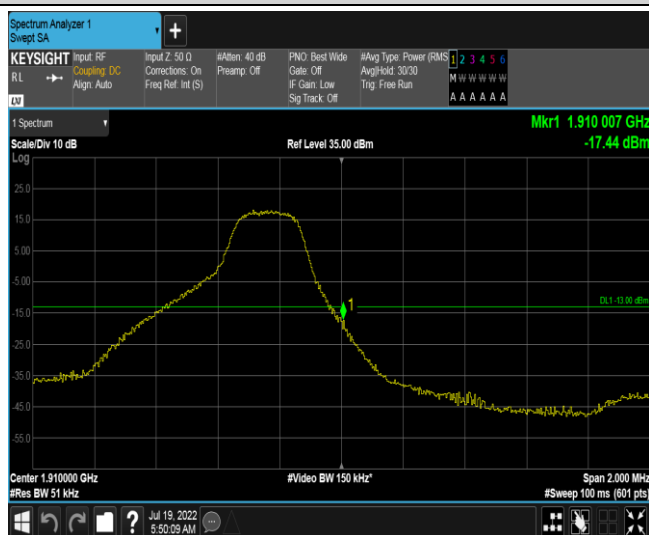 Spectrum Analyzer 1
Swept SA
+
KEYSIGHT
RL
LXI
Input: RF
Coupling: DC
Align: Auto
Input Z: 50 Ω
Corrections: On
Freq Ref: Int (S)
#Atten: 40 dB
Preamp: Off
PNO: Best Wide
Gate: Off
IF Gain: Low
Sig Track: Off
#Avg Type: Power (RMS
Avg|Hold: 30/30
Trig: Free Run
1 2 3 4 5 6
M W W W W W
A A A A A A
1 Spectrum
Mkr1 1.910 007 GHz
Scale/Div 10 dB
Ref Level 35.00 dBm
-17.44 dBm
Log
25.0
15.0
5.00
-5.00
DL1 -13.00 dBm
1
-15.0
-25.0
-35.0
-45.0
-55.0
Center 1.910000 GHz
#Video BW 150 kHz*
Span 2.000 MHz
#Res BW 51 kHz
#Sweep 100 ms (601 pts)
?
Jul 19, 2022
5:50:09 AM